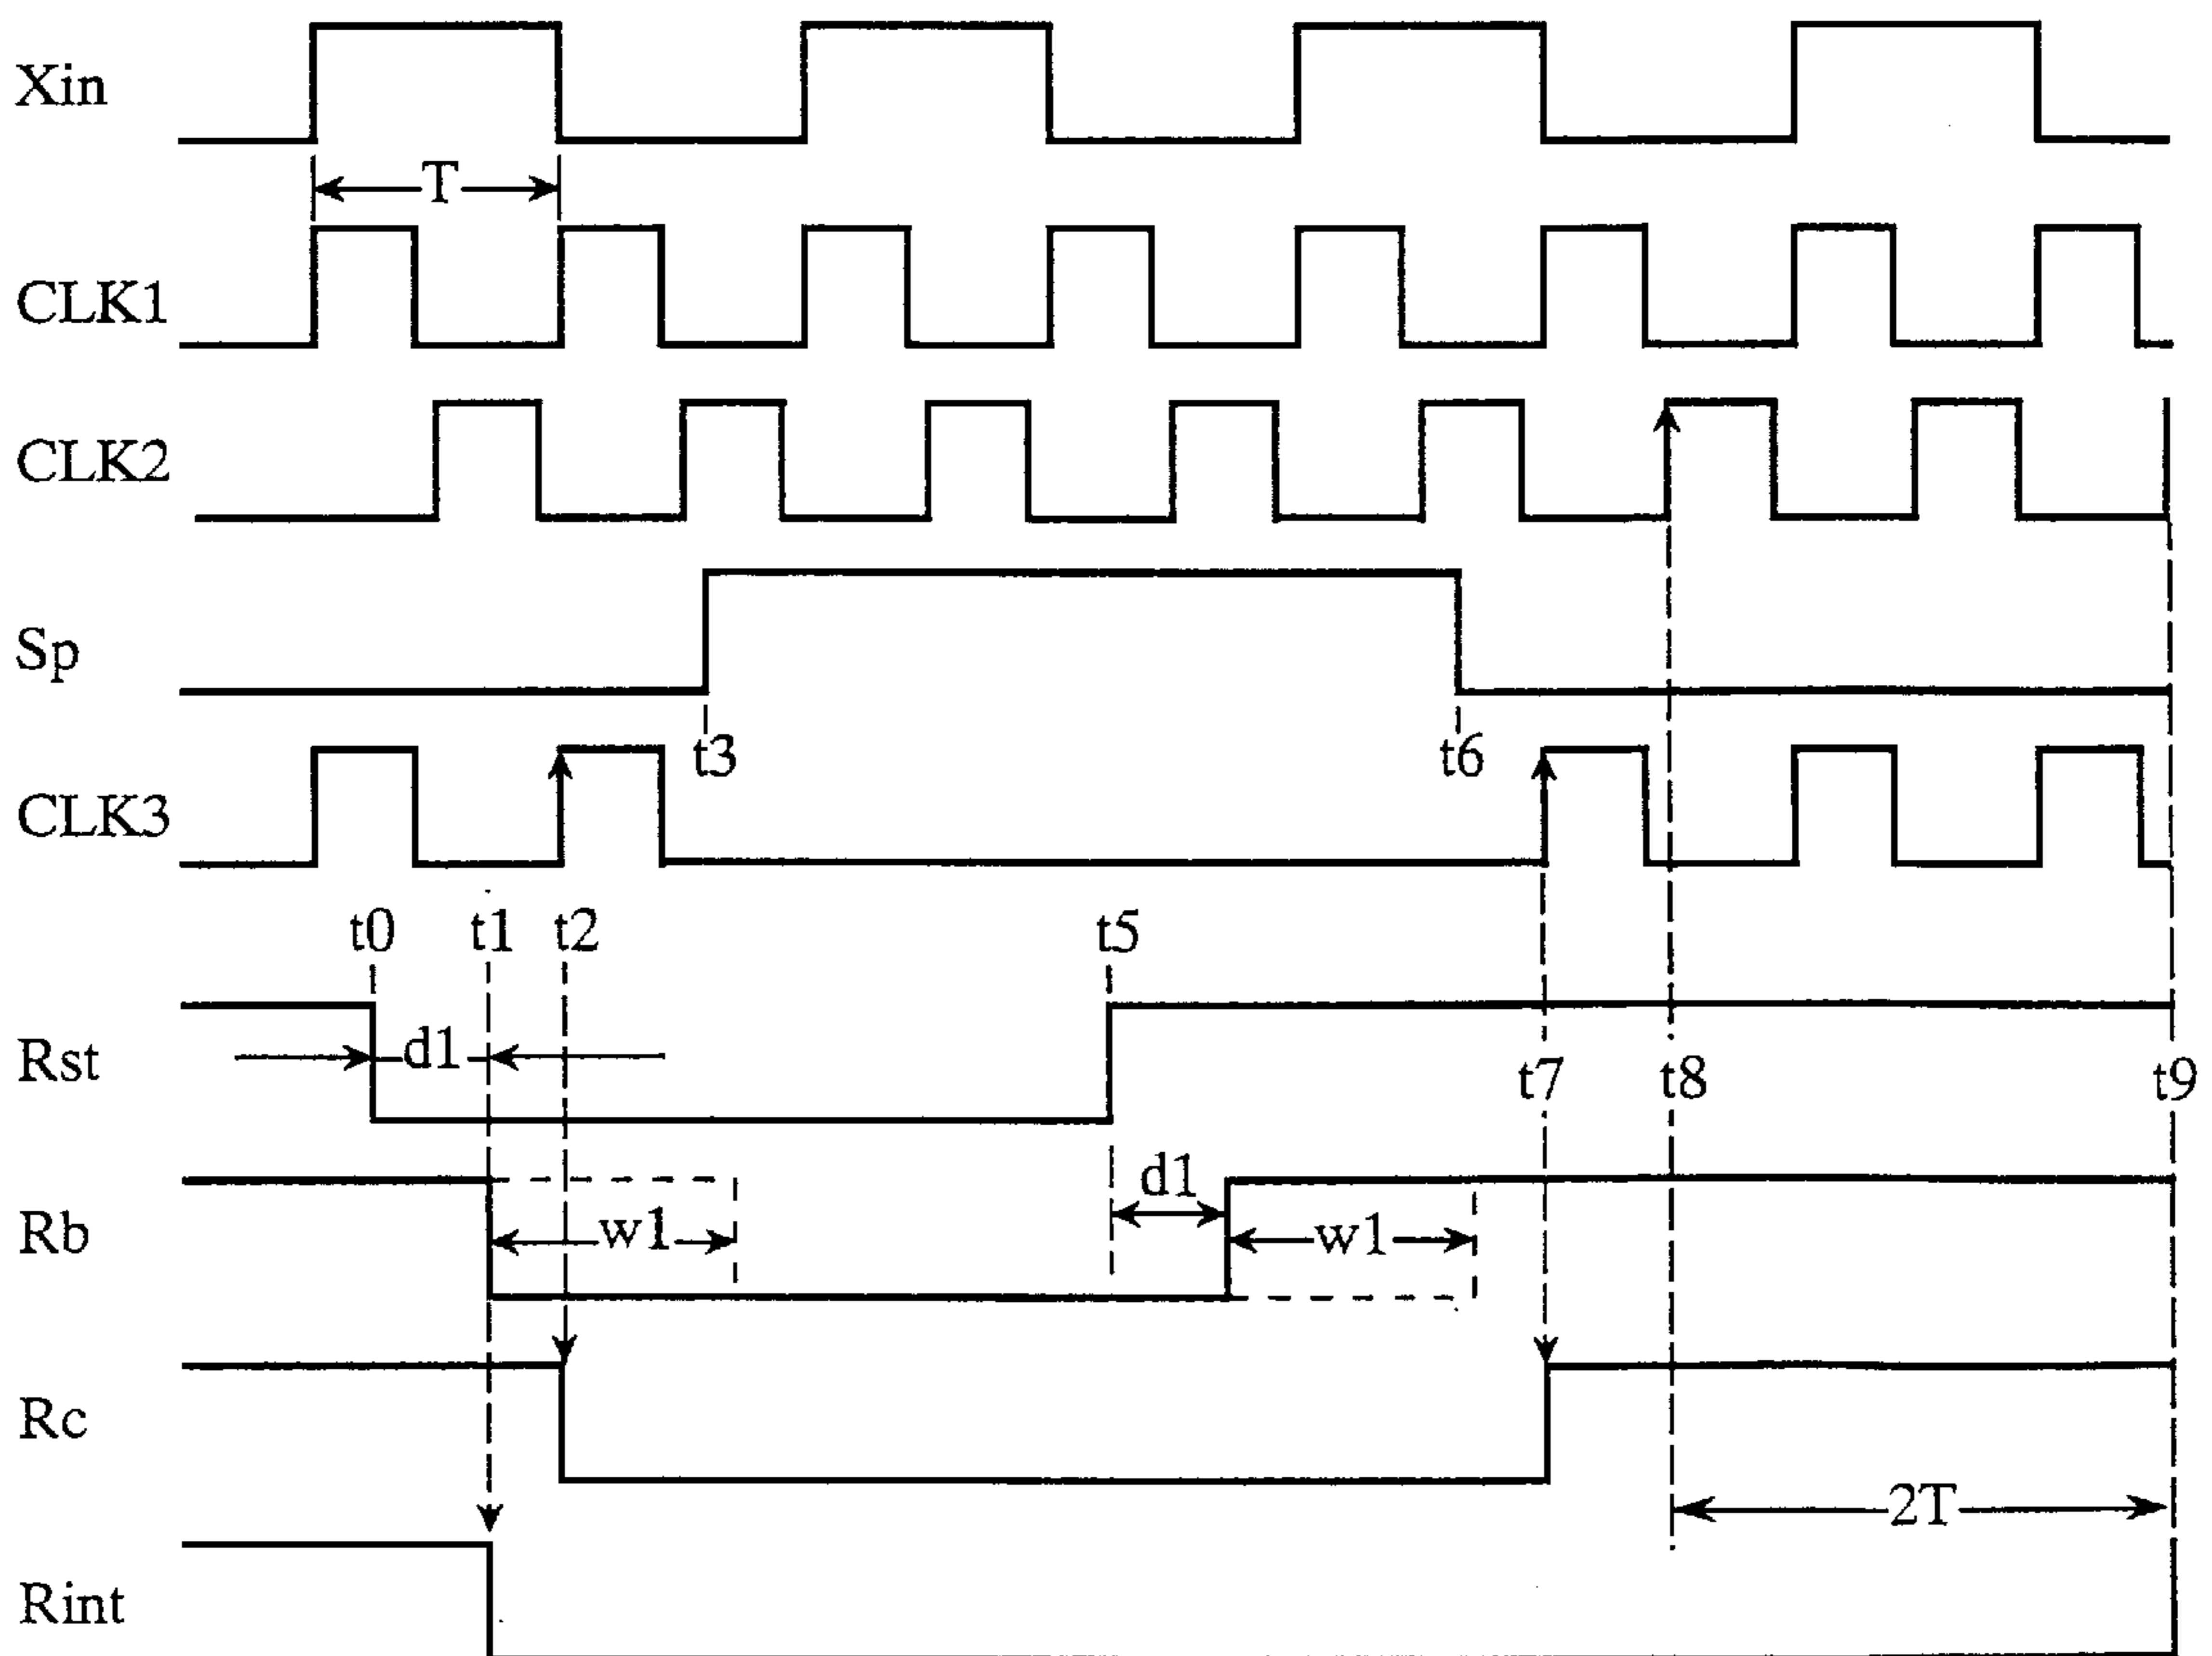 Xin
T
CLK1
CLK2
Sp
t3 t6
CLK3
t0 t1 t2 t5
Rst d1 t7 t8 t9
d1
Rb w1 w1
Rc
2T
Rint